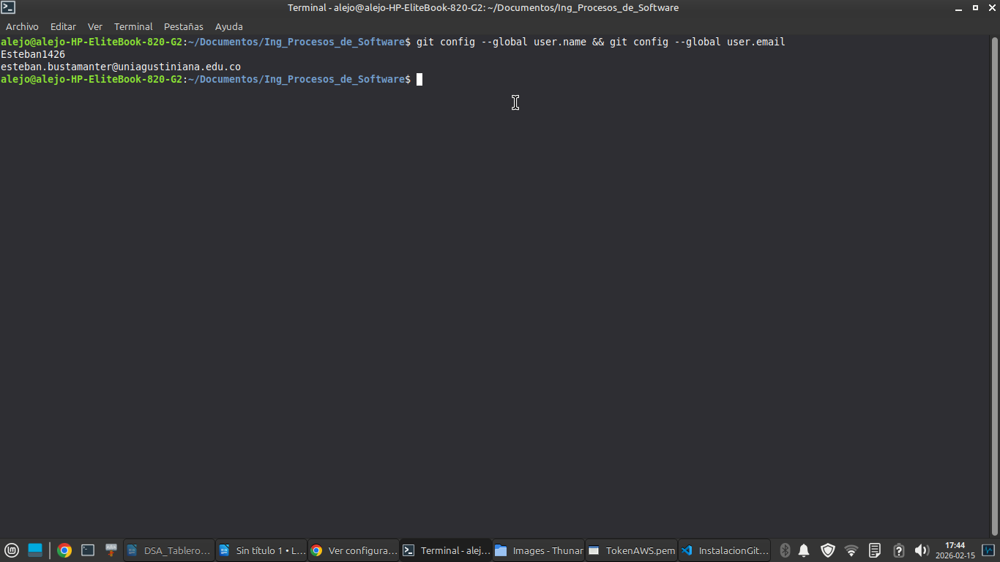 Terminal - alejo@alejo-HP-EliteBook-820-G2: ~/Documentos/Ing_Procesos_de_Software
Archivo Editar Ver Terminal Pestañas Ayuda
alejo@alejo-HP-EliteBook-820-G2:~/Documentos/Ing_Procesos_de_Software$ git config --global user.name && git config --global user.email
Esteban1426
esteban.bustamanter@uniagustiniana.edu.co
alejo@alejo-HP-EliteBook-820-G2:~/Documentos/Ing_Procesos_de_Software$
DSA_Tablero... Sin título 1 • L... Ver configura... Terminal - alej... Images - Thunar TokenAWS.pem InstalacionGit... 17:44
2026-02-15